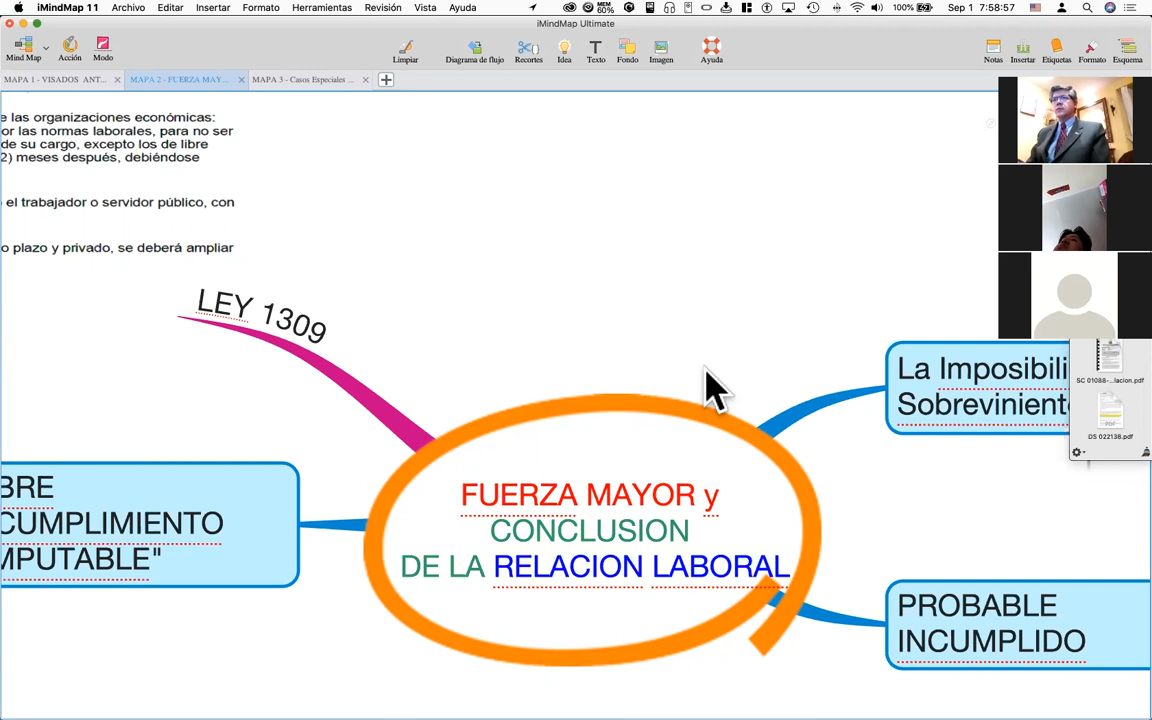 iMindMap 11 Archivo Editar Insertar Formato Herramientas Revisión Vista Ayuda MEM 60% 100% Sep 1 7:58:57
iMindMap Ultimate
Mind Map Acción Modo Limpiar Diagrama de flujo Recortes Idea Texto Fondo Imagen Ayuda Notas Insertar Etiquetas Formato Esquema
MAPA 1 - VISADOS ANT... MAPA 2 - FUERZA MAY... MAPA 3 - Casos Especiales ...
e las organizaciones económicas:
or las normas laborales, para no ser
de su cargo, excepto los de libre
2) meses después, debiéndose
el trabajador o servidor público, con
o plazo y privado, se deberá ampliar
LEY 1309
La Imposibili
Sobrevinient
SC 01088-...lacion.pdf
PDF
DS 022138.pdf
BRE
CUMPLIMIENTO
MPUTABLE"
FUERZA MAYOR y
CONCLUSION
DE LA RELACION LABORAL
PROBABLE
INCUMPLIDO